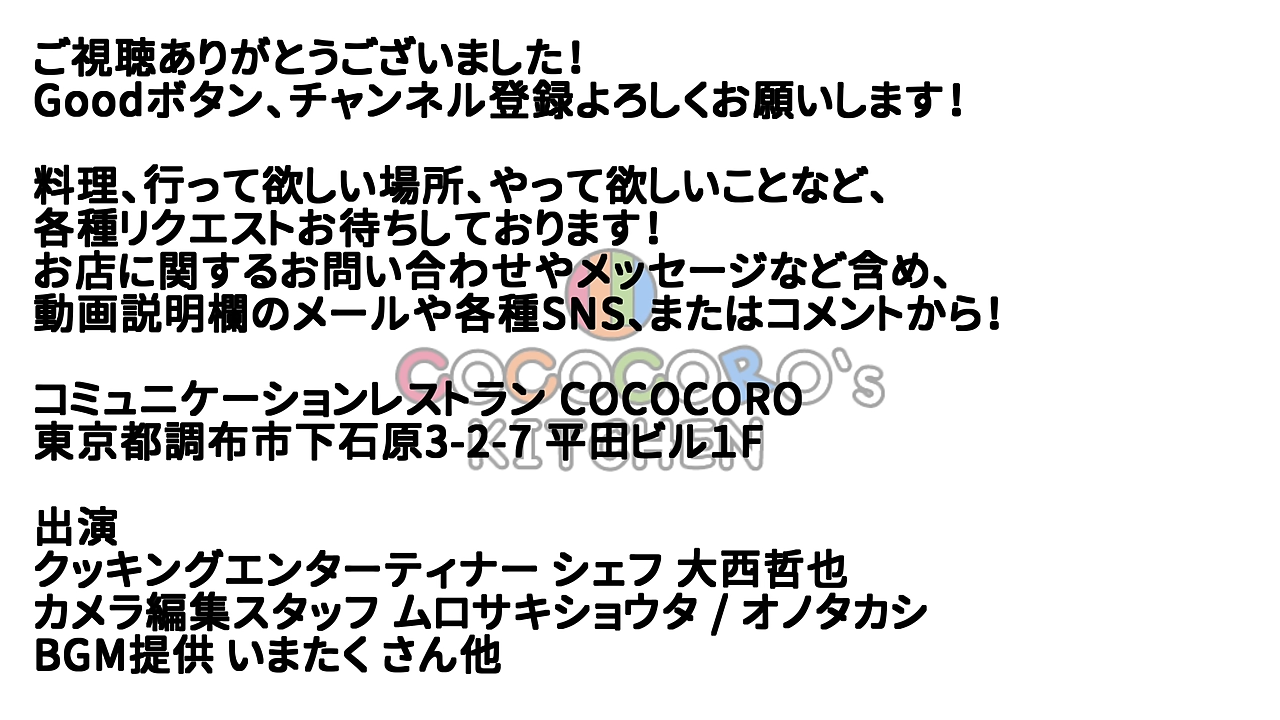 ご視聴ありがとうございました！
Goodボタン、チャンネル登録よろしくお願いします！
料理、行って欲しい場所、やって欲しいことなど、
各種リクエストお待ちしております！
お店に関するお問い合わせやメッセージなど含め、
動画説明欄のメールや各種SNS、またはコメントから！
COCOCORO`s
KITCHEN
コミュニケーションレストラン COCOCORO
東京都調布市下石原3-2-7 平田ビル1F
出演
クッキングエンターティナー シェフ 大西哲也
カメラ編集スタッフ ムロサキショウタ / オノタカシ
BGM提供 いまたく さん他